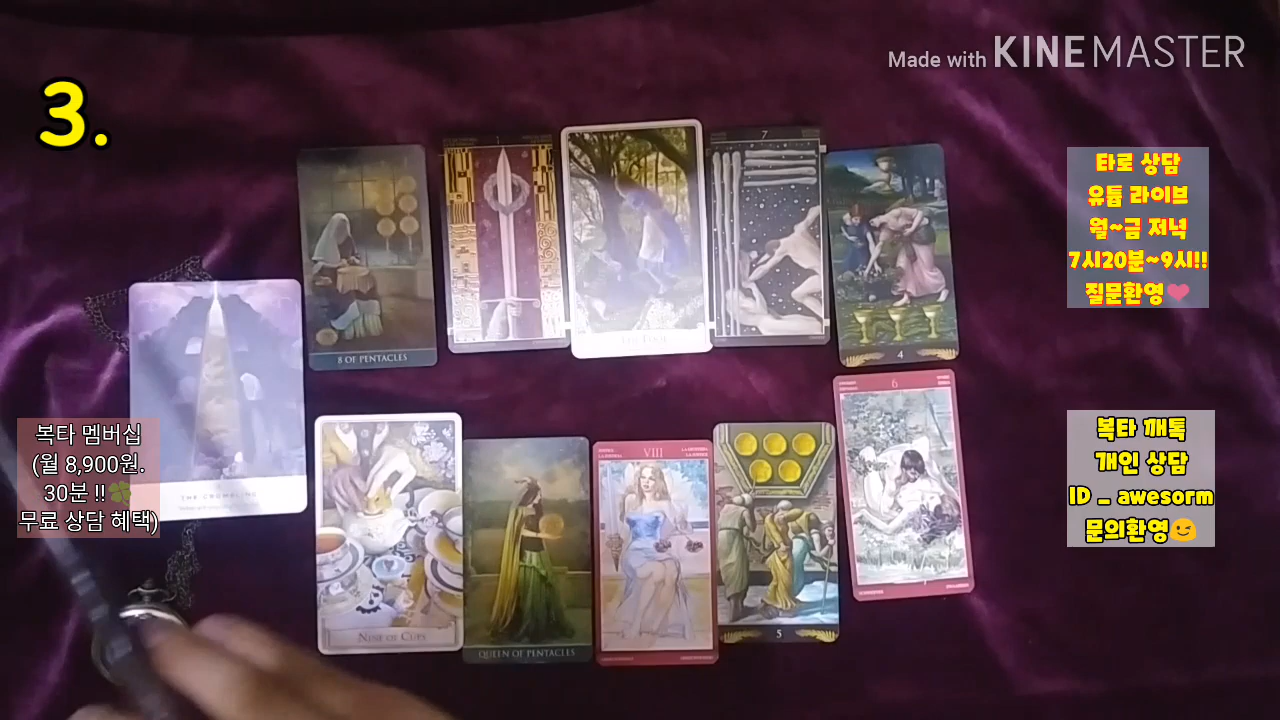 Made with KINEMASTER
3.
타로 상담
유튭 라이브
월~금 저녁
7시20분~9시!!
질문환영
8 OF PENTACLES
1
THE FOOL
7
4
THE CRUMBLING
복타 멤버십
(월 8,900원.
30분 !!
무료 상담 혜택)
NINE OF CUPS
QUEEN OF PENTACLES
VIII
5
6
복타 깨톡
개인 상담
ID _ awesorm
문의환영